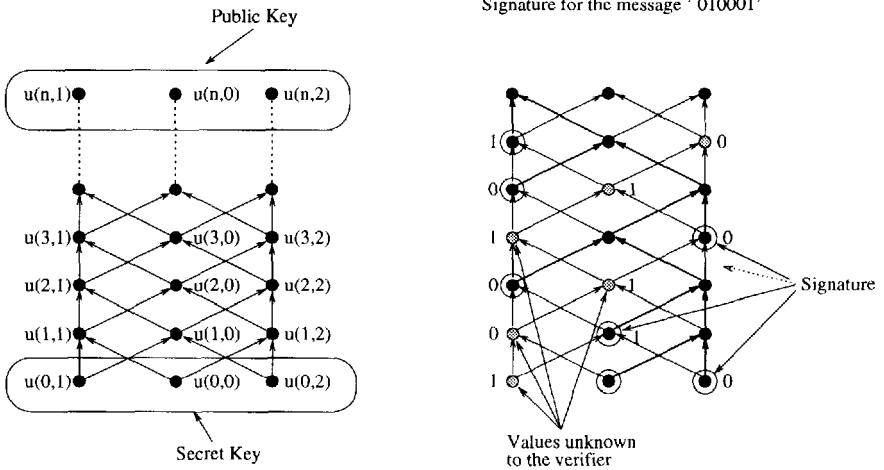 Public Key
Signature for the message ' 010001'
u(n,1) u(n,0) u(n,2)
u(3,1) u(3,0) u(3,2)
u(2,1) u(2,0) u(2,2)
u(1,1) u(1,0) u(1,2)
u(0,1) u(0,0) u(0,2)
Secret Key
1 0
0 1
1 0
0 1
0 1
1 0
Signature
Values unknown
to the verifier